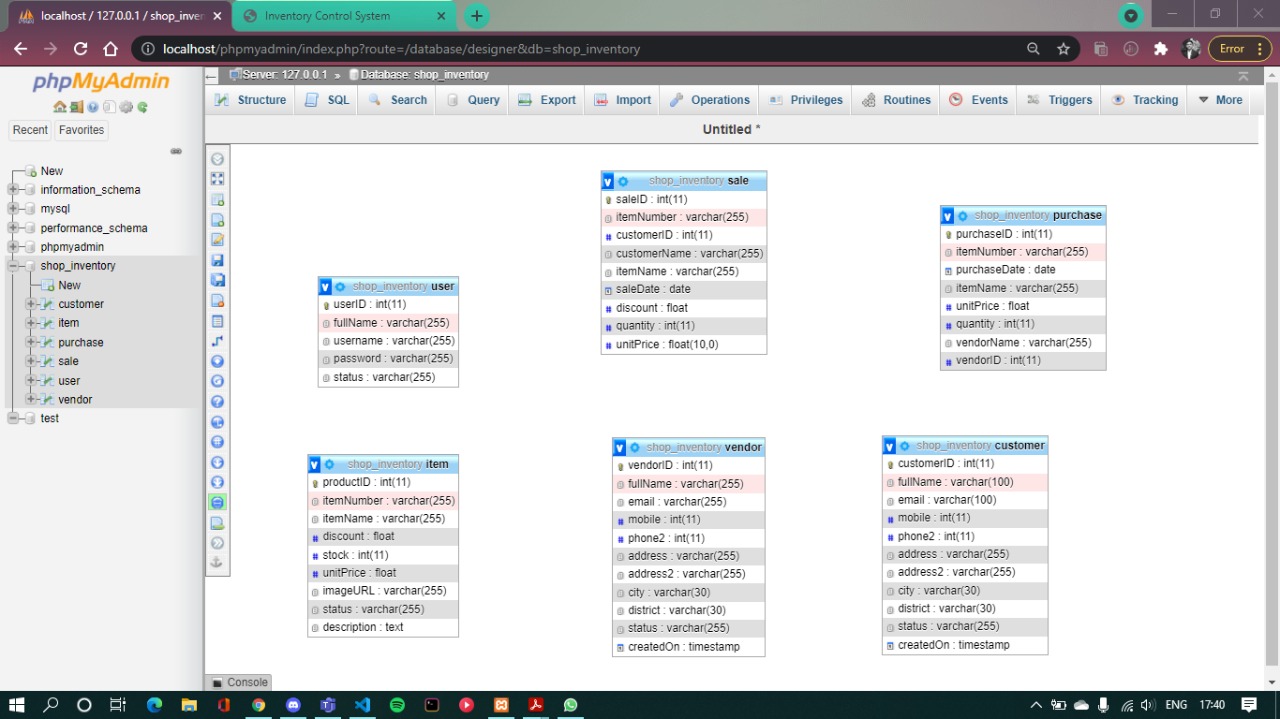 localhost / 127.0.0.1 / shop_inven
Inventory Control System
localhost/phpmyadmin/index.php?route=/database/designer&db=shop_inventory
Error
phpMyAdmin
Recent
Favorites
New
information_schema
mysql
performance_schema
phpmyadmin
shop_inventory
New
customer
item
purchase
sale
user
vendor
test
Server: 127.0.0.1 » Database: shop_inventory
Structure
SQL
Search
Query
Export
Import
Operations
Privileges
Routines
Events
Triggers
Tracking
More
Untitled *
shop_inventory user
userID : int(11)
fullName : varchar(255)
username : varchar(255)
password : varchar(255)
status : varchar(255)
shop_inventory sale
saleID : int(11)
itemNumber : varchar(255)
customerID : int(11)
customerName : varchar(255)
itemName : varchar(255)
saleDate : date
discount : float
quantity : int(11)
unitPrice : float(10,0)
shop_inventory purchase
purchaseID : int(11)
itemNumber : varchar(255)
purchaseDate : date
itemName : varchar(255)
unitPrice : float
quantity : int(11)
vendorName : varchar(255)
vendorID : int(11)
shop_inventory item
productID : int(11)
itemNumber : varchar(255)
itemName : varchar(255)
discount : float
stock : int(11)
unitPrice : float
imageURL : varchar(255)
status : varchar(255)
description : text
shop_inventory vendor
vendorID : int(11)
fullName : varchar(255)
email : varchar(255)
mobile : int(11)
phone2 : int(11)
address : varchar(255)
address2 : varchar(255)
city : varchar(30)
district : varchar(30)
status : varchar(255)
createdOn : timestamp
shop_inventory customer
customerID : int(11)
fullName : varchar(100)
email : varchar(100)
mobile : int(11)
phone2 : int(11)
address : varchar(255)
address2 : varchar(255)
city : varchar(30)
district : varchar(30)
status : varchar(255)
createdOn : timestamp
Console
ENG
17:40